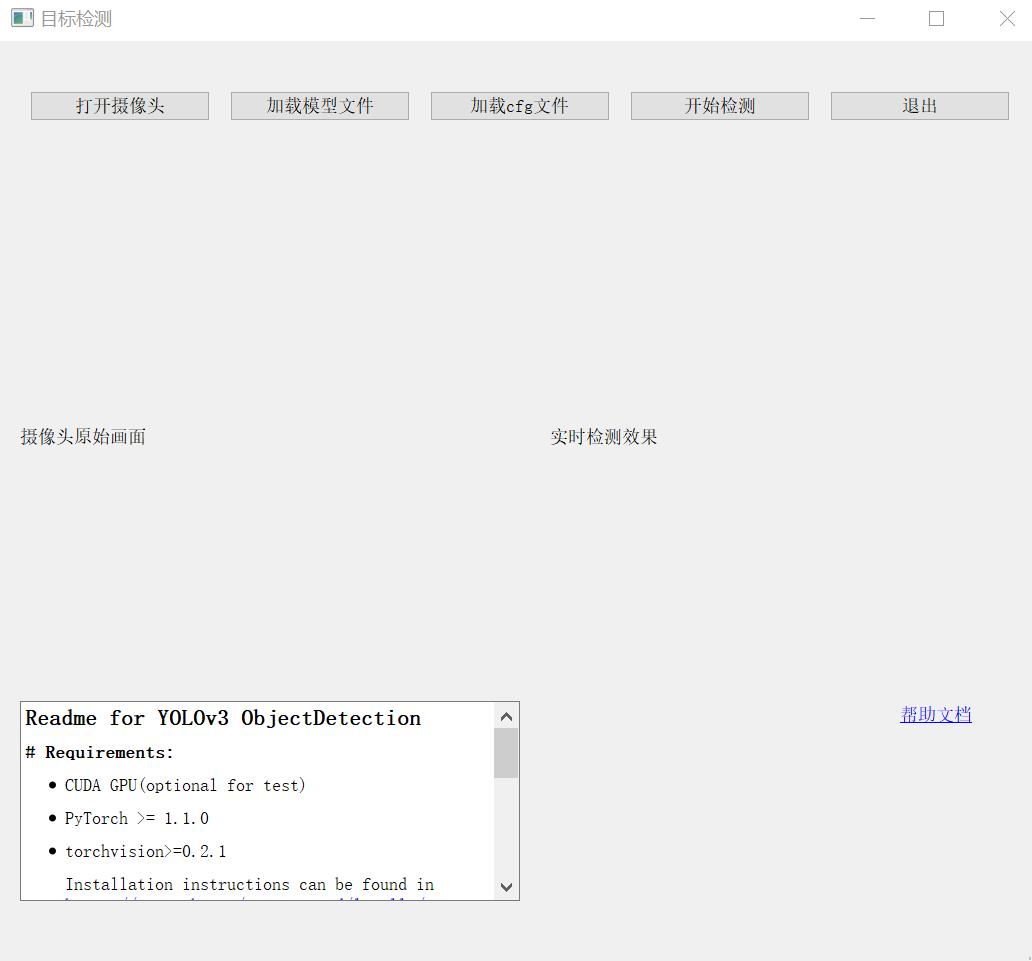 目标检测
打开摄像头
加载模型文件
加载cfg文件
开始检测
退出
摄像头原始画面
实时检测效果
Readme for YOLOv3 ObjectDetection
# Requirements:
CUDA GPU(optional for test)
PyTorch >= 1.1.0
torchvision>=0.2.1
Installation instructions can be found in
帮助文档